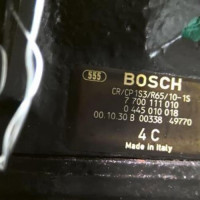 555 BOSCH
CR/CP1S3/R65/10-1S
7 700 111 010
0 445 010 018
00.10.30 B 00338 49770
4 C
Made in Italy